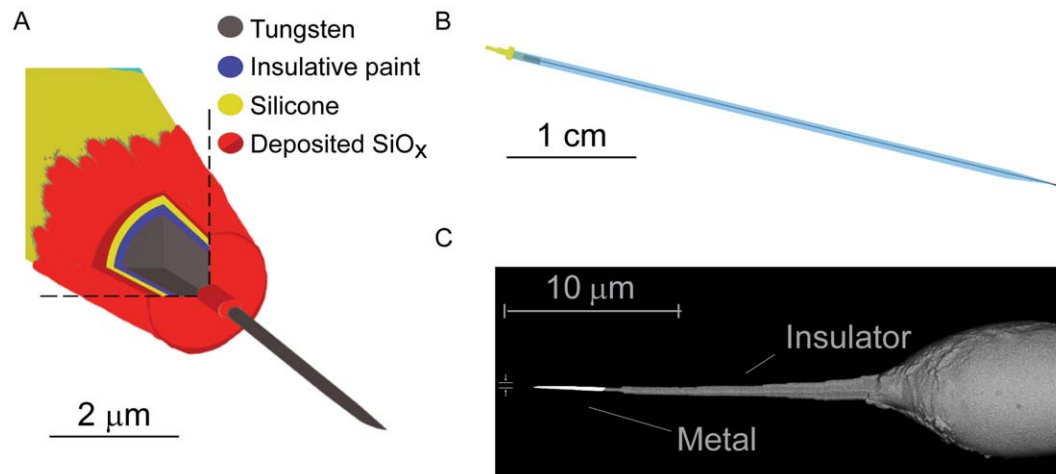 A
Tungsten
Insulative paint
Silicone
Deposited SiOx
2 μm
B
1 cm
C
10 μm
Insulator
Metal